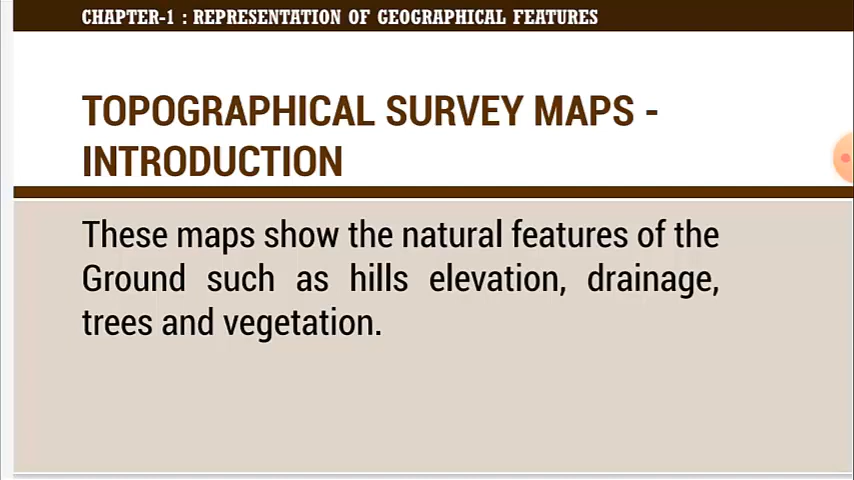 CHAPTER-1 : REPRESENTATION OF GEOGRAPHICAL FEATURES
TOPOGRAPHICAL SURVEY MAPS -
INTRODUCTION
These maps show the natural features of the
Ground such as hills elevation, drainage,
trees and vegetation.